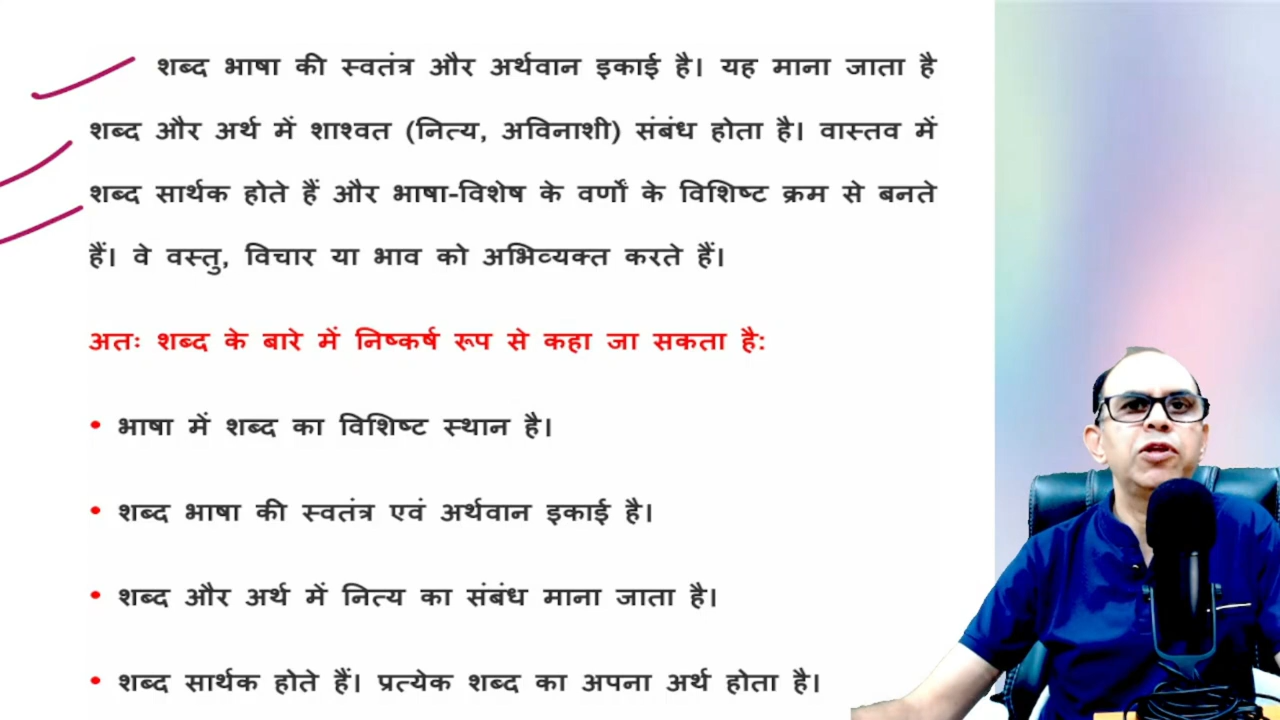 शब्द भाषा की स्वतंत्र और अर्थवान इकाई है। यह माना जाता है
शब्द और अर्थ में शाश्वत (नित्य, अविनाशी) संबंध होता है। वास्तव में
शब्द सार्थक होते हैं और भाषा-विशेष के वर्णों के विशिष्ट क्रम से बनते
हैं। वे वस्तु, विचार या भाव को अभिव्यक्त करते हैं।
अतः शब्द के बारे में निष्कर्ष रूप से कहा जा सकता है:
• भाषा में शब्द का विशिष्ट स्थान है।
• शब्द भाषा की स्वतंत्र एवं अर्थवान इकाई है।
• शब्द और अर्थ में नित्य का संबंध माना जाता है।
• शब्द सार्थक होते हैं। प्रत्येक शब्द का अपना अर्थ होता है।